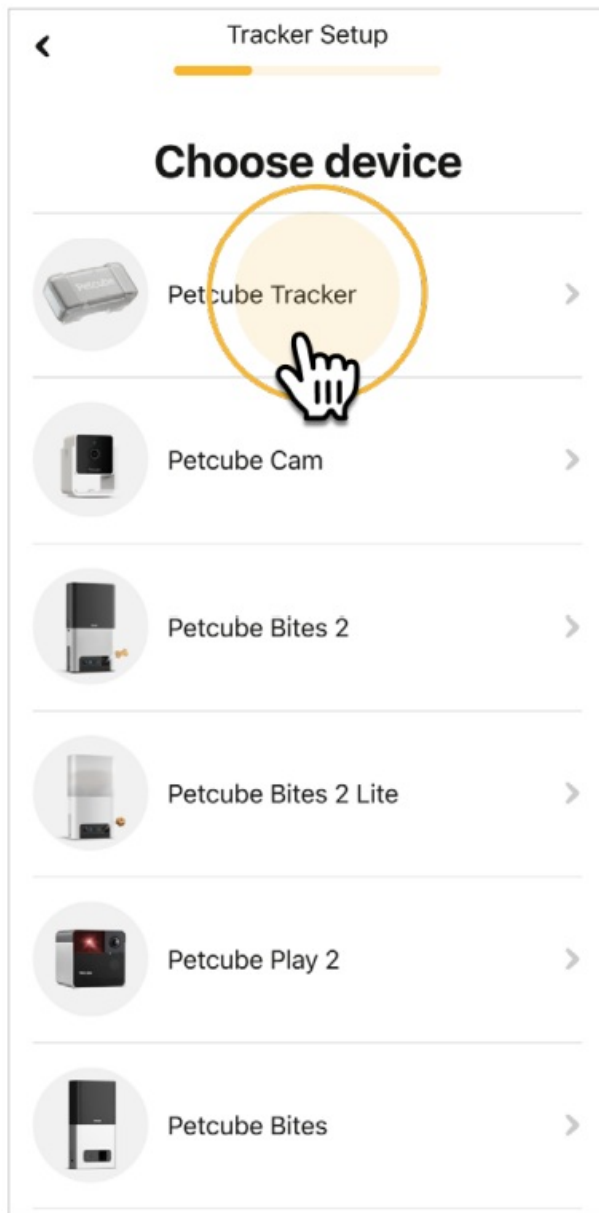 Tracker Setup
Choose device
Petcube Tracker
Petcube Cam
Petcube Bites 2
Petcube Bites 2 Lite
Petcube Play 2
Petcube Bites